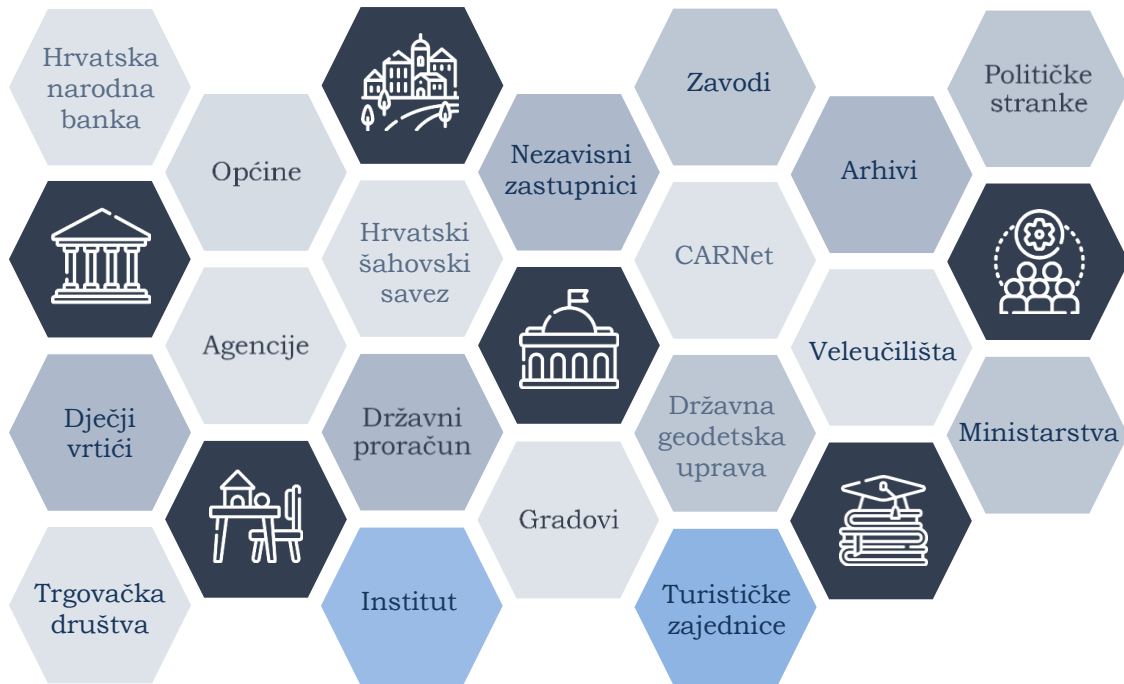 Hrvatska
narodna
banka
Općine
Nezavisni
zastupnici
Zavodi
Arhivi
Političke
stranke
Hrvatski
šahovski
savez
CARNet
Agencije
Veleučilišta
Dječji
vrtići
Državni
proračun
Državna
geodetska
uprava
Ministarstva
Gradovi
Trgovačka
društva
Institut
Turističke
zajednice